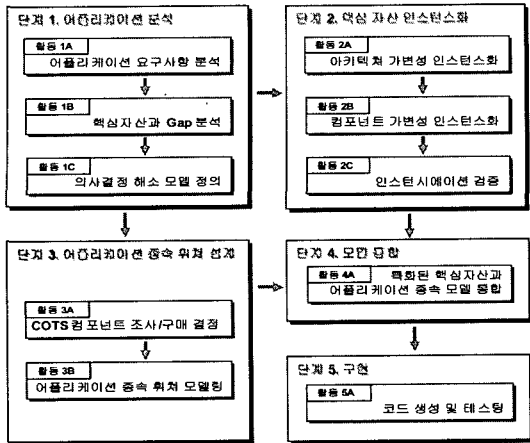 단계 1. 어플리케이션 분석
활동 1A
어플리케이션 요구사항 분석
활동 1B
핵심자산과 Gap 분석
활동 1C
의사결정 해소 모델 정의
단계 2. 핵심 자산 인스턴스화
활동 2A
아키텍쳐 가변성 인스턴스화
활동 2B
컴포넌트 가변성 인스턴스화
활동 2C
인스턴시에이션 검증
단계 3. 어플리케이션 종속 휘쳐 설계
활동 3A
COTS 컴포넌트 조사/구매 결정
활동 3B
어플리케이션 종속 휘쳐 모델링
단계 4. 모델 통합
활동 4A
특화된 핵심자산과
어플리케이션 종속 모델 통합
단계 5. 구현
활동 5A
코드 생성 및 테스팅